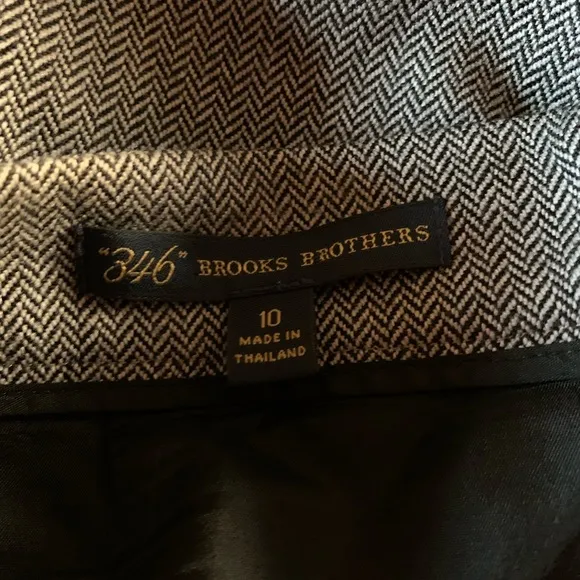 "346" BROOKS BROTHERS
10
MADE IN
THAILAND